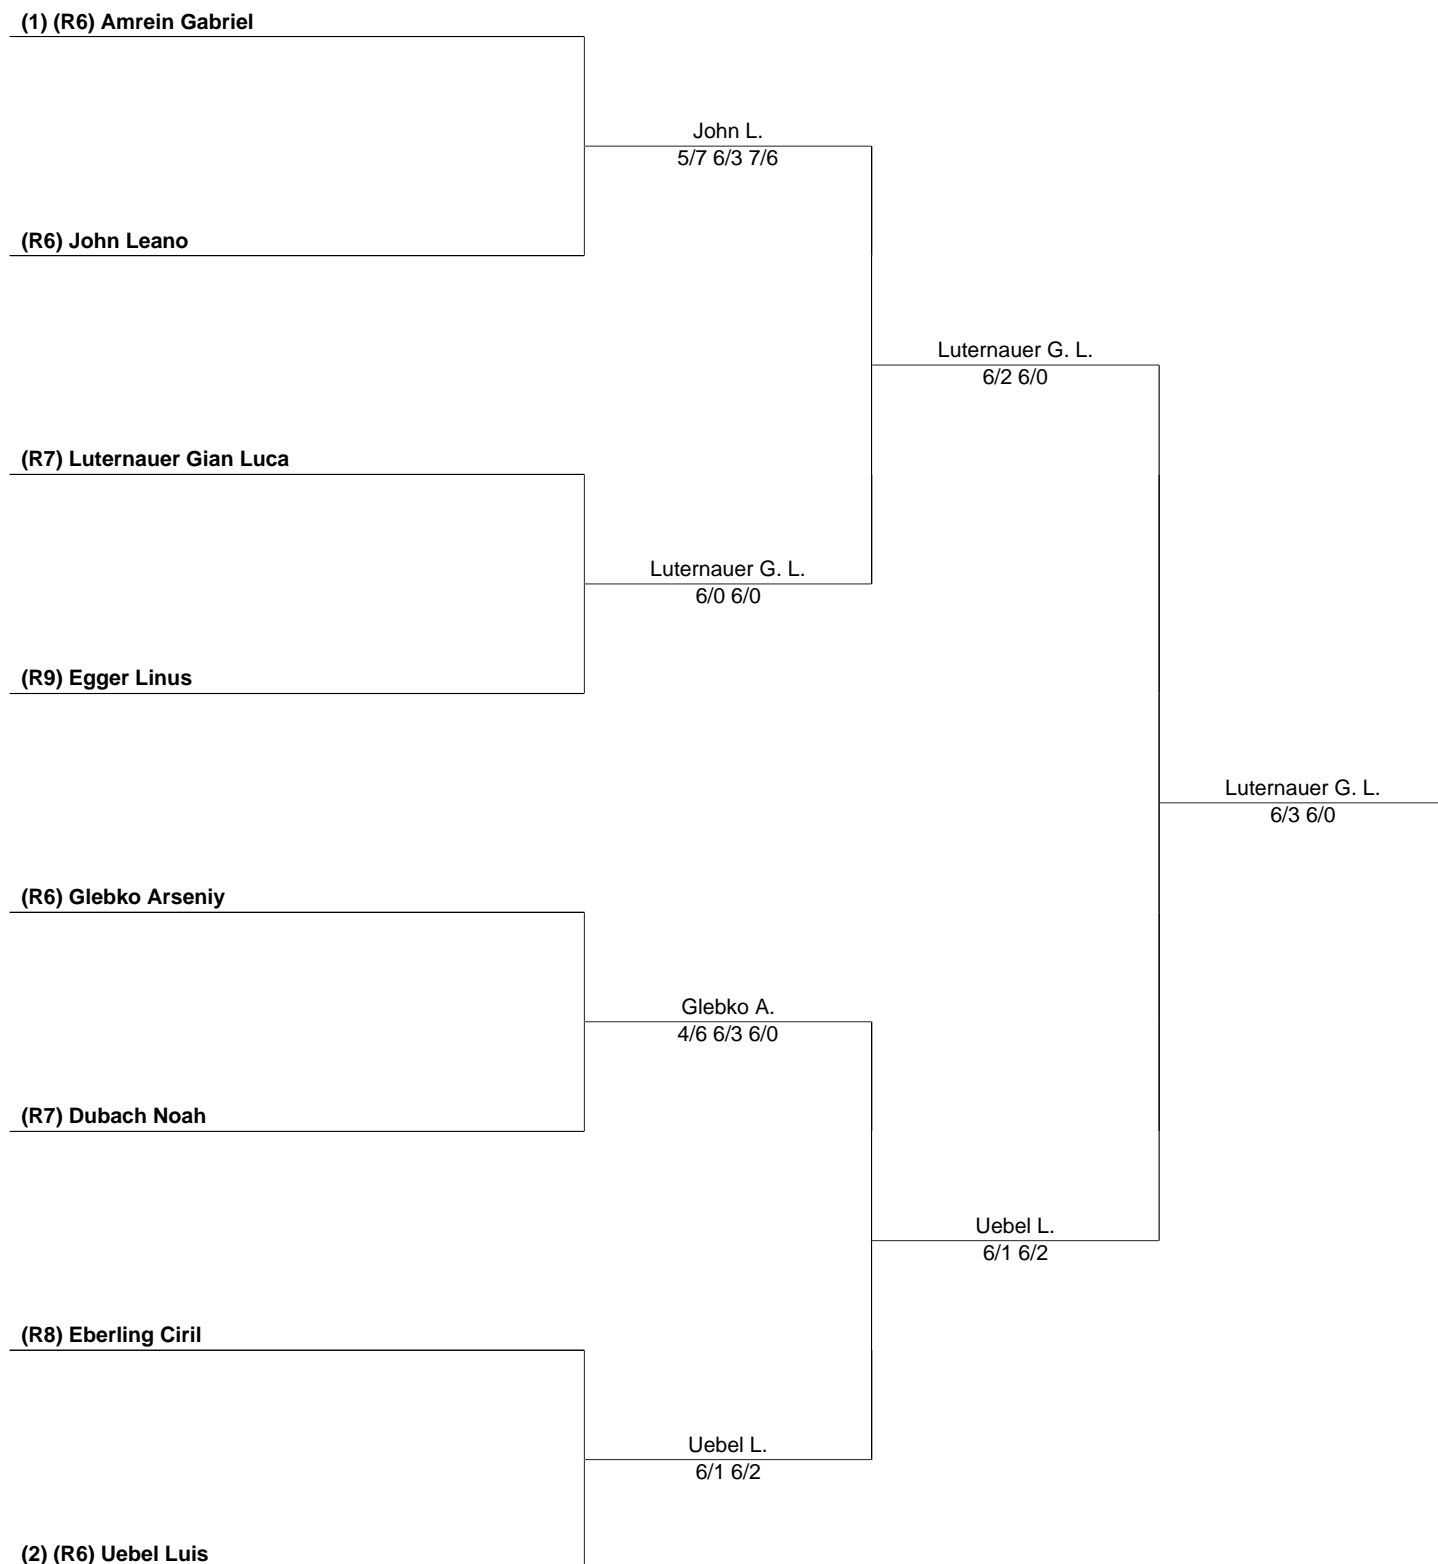 (1) (R6) Amrein Gabriel
John L.
5/7 6/3 7/6
(R6) John Leano
Luternauer G. L.
6/2 6/0
(R7) Luternauer Gian Luca
Luternauer G. L.
6/0 6/0
(R9) Egger Linus
Luternauer G. L.
6/3 6/0
(R6) Glebko Arseniy
Glebko A.
4/6 6/3 6/0
(R7) Dubach Noah
Uebel L.
6/1 6/2
(R8) Eberling Ciril
Uebel L.
6/1 6/2
(2) (R6) Uebel Luis